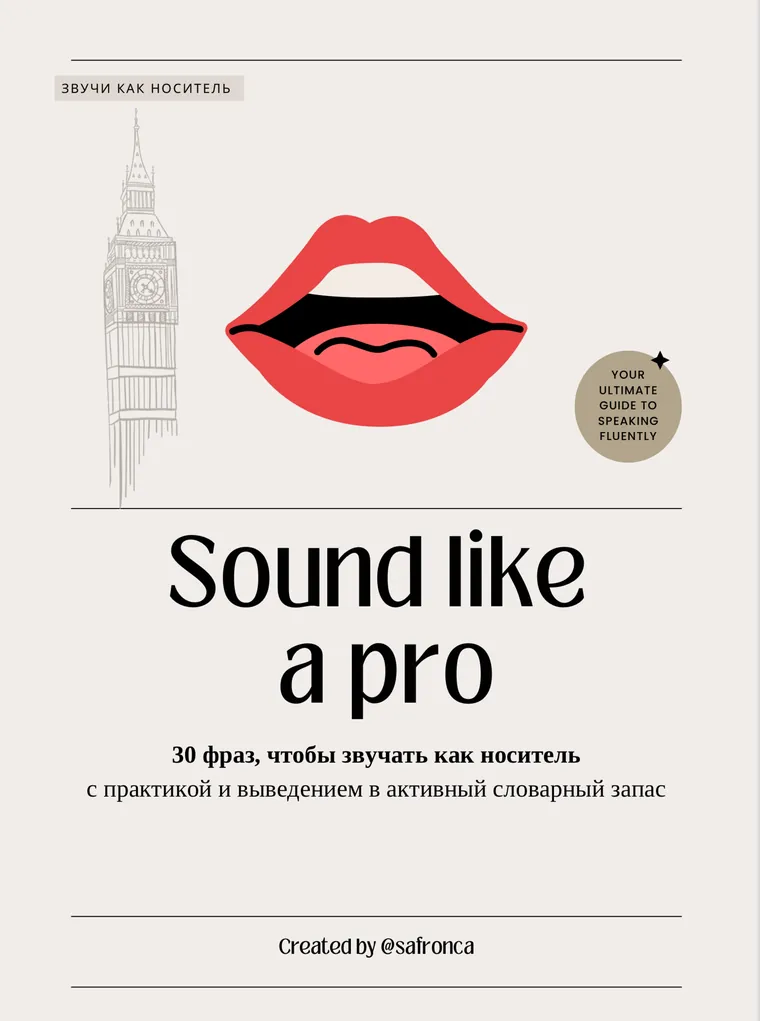 ЗВУЧИ КАК НОСИТЕЛЬ
YOUR
ULTIMATE
GUIDE TO
SPEAKING
FLUENTLY
Sound like
a pro
30 фраз, чтобы звучать как носитель
с практикой и выведением в активный словарный запас
Created by @safronca